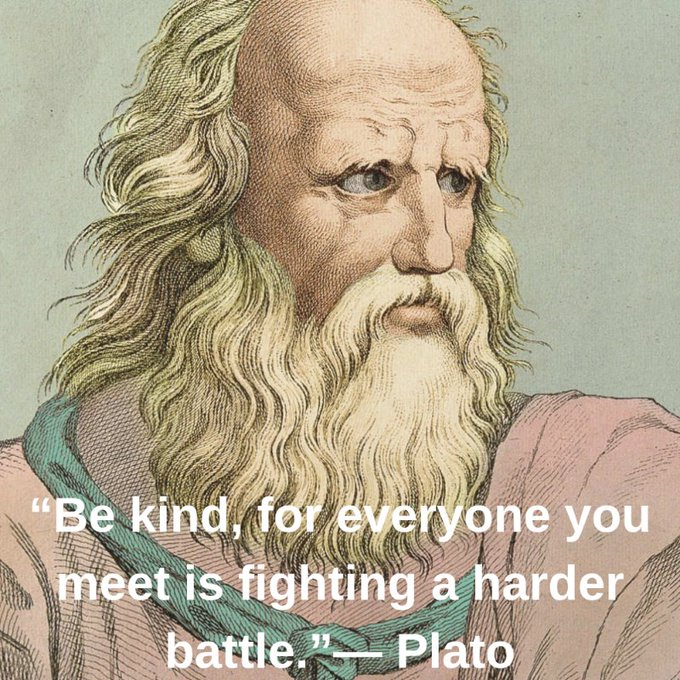 “Be kind, for everyone you
meet is fighting a harder
battle.”— Plato